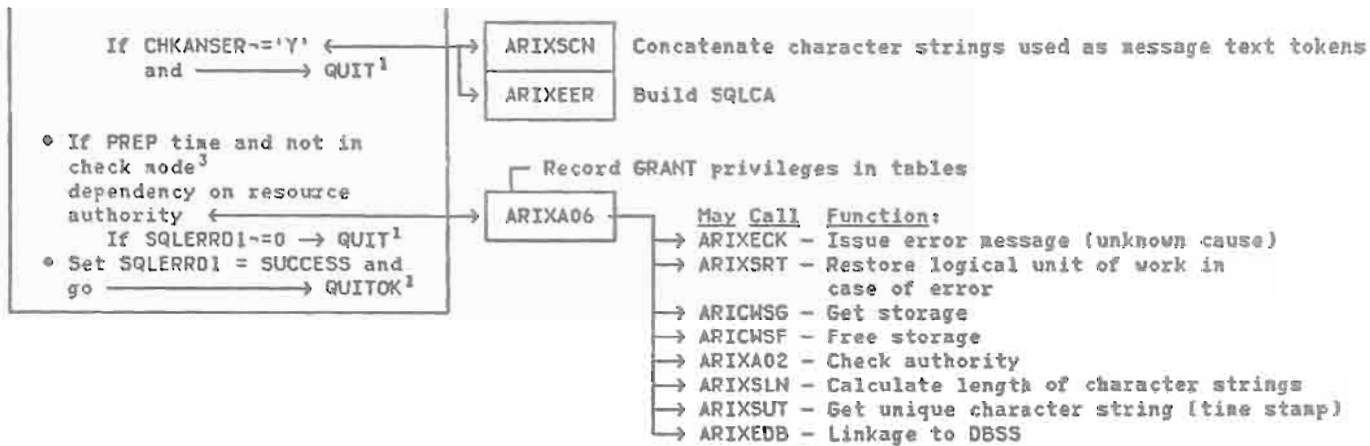 If CHKANSER¬='Y' ←→ ARIXSCN Concatenate character strings used as message text tokens
and → QUIT¹
ARIXEER Build SQLCA
• If PREP time and not in
check mode³
dependency on resource
authority ←→ ARIXA06
Record GRANT privileges in tables
If SQLERRD1¬=0 → QUIT¹
• Set SQLERRD1 = SUCCESS and
go → QUITOK¹
May Call Function:
→ ARIXECK – Issue error message (unknown cause)
→ ARIXSRT – Restore logical unit of work in
case of error
→ ARICWSG – Get storage
→ ARICWSF – Free storage
→ ARIXA02 – Check authority
→ ARIXSLN – Calculate length of character strings
→ ARIXSUT – Get unique character string (time stamp)
→ ARIXEDB – Linkage to DBSS